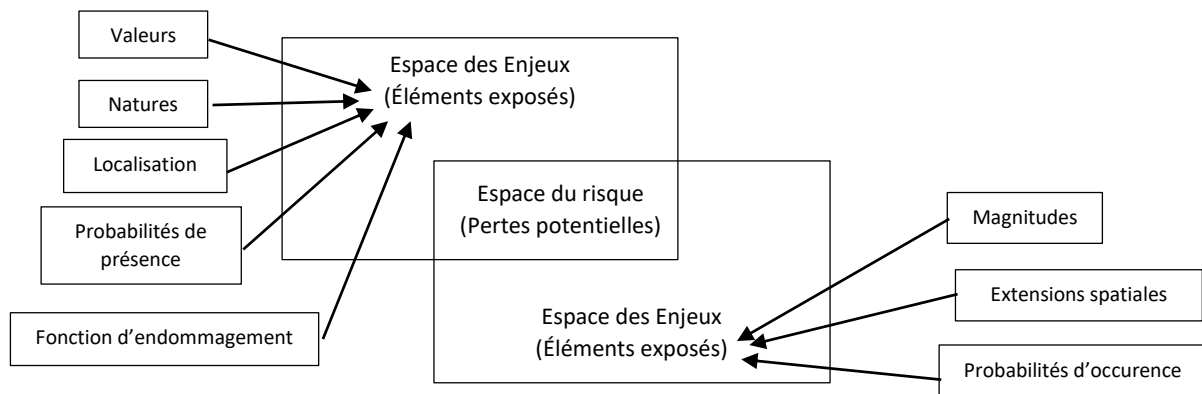 Valeurs
Natures
Localisation
Probabilités de
présence
Fonction d'endommagement
Espace des Enjeux
(Éléments exposés)
Espace du risque
(Pertes potentielles)
Espace des Enjeux
(Éléments exposés)
Magnitudes
Extensions spatiales
Probabilités d'occurence